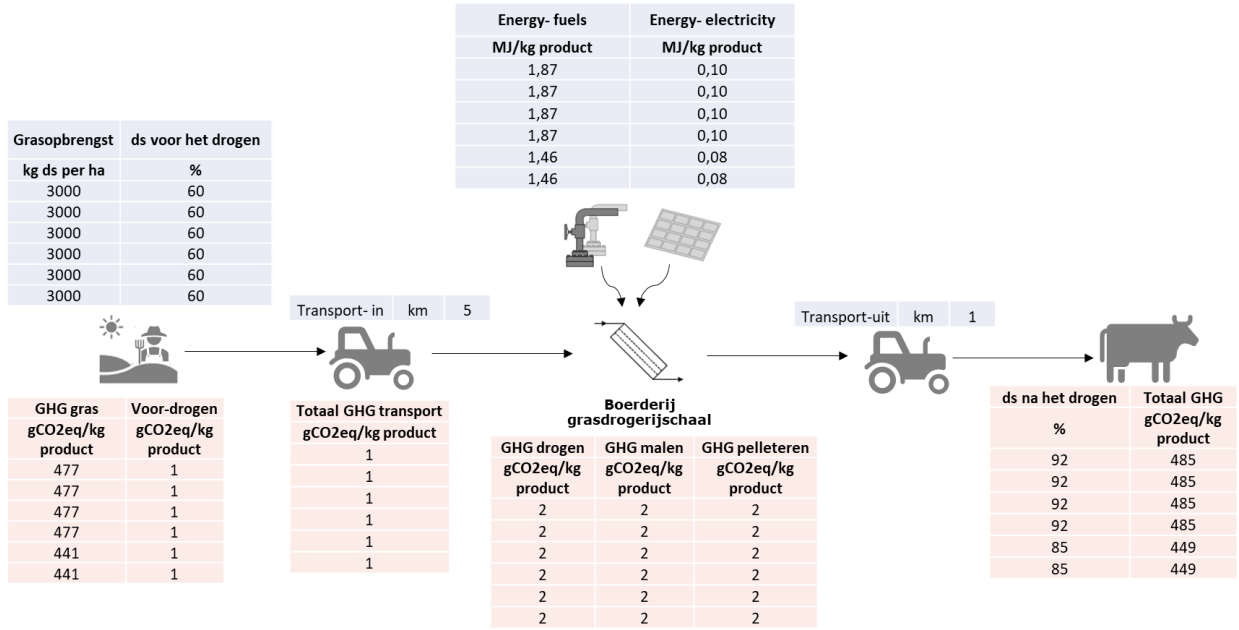 Energy- fuels Energy- electricity
MJ/kg product MJ/kg product
1,87 0,10
1,87 0,10
1,87 0,10
1,87 0,10
1,46 0,08
1,46 0,08
Grasopbrengst ds voor het drogen
kg ds per ha %
3000 60
3000 60
3000 60
3000 60
3000 60
3000 60
Transport- in km 5
Transport-uit km 1
GHG gras Voor-drogen
gCO2eq/kg gCO2eq/kg
product product
477 1
477 1
477 1
477 1
441 1
441 1
Totaal GHG transport
gCO2eq/kg product
1
1
1
1
1
1
Boerderij
grasdrogerijschaal
GHG drogen GHG malen GHG pelleteren
gCO2eq/kg gCO2eq/kg gCO2eq/kg
product product product
2 2 2
2 2 2
2 2 2
2 2 2
2 2 2
2 2 2
ds na het drogen Totaal GHG
% gCO2eq/kg
product
92 485
92 485
92 485
92 485
85 449
85 449